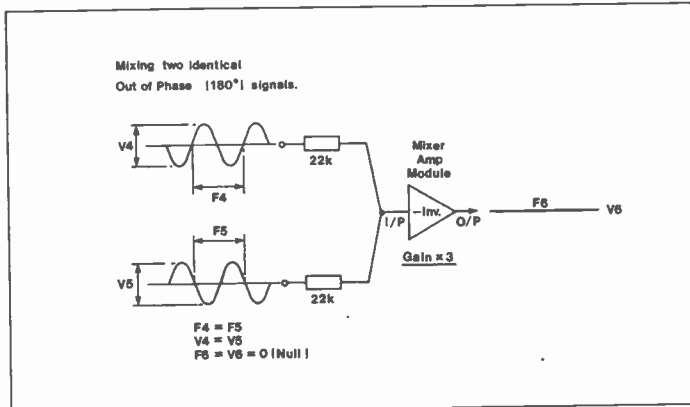 Mixing two identical
Out of Phase [180°] signals.
V4
F4
22k
Mixer
Amp
Module
-Inv.
I/P
O/P
F6
V6
Gain × 3
F5
V5
22k
F4 = F5
V4 = V5
F6 = V6 = 0 [Null]